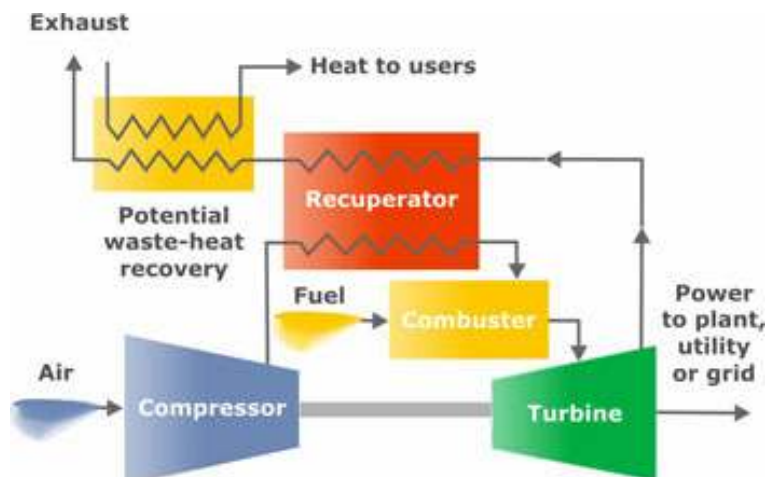 Exhaust
Heat to users
Recuperator
Potential
waste-heat
recovery
Fuel
Combuster
Power
to plant,
utility
or grid
Air
Compressor
Turbine